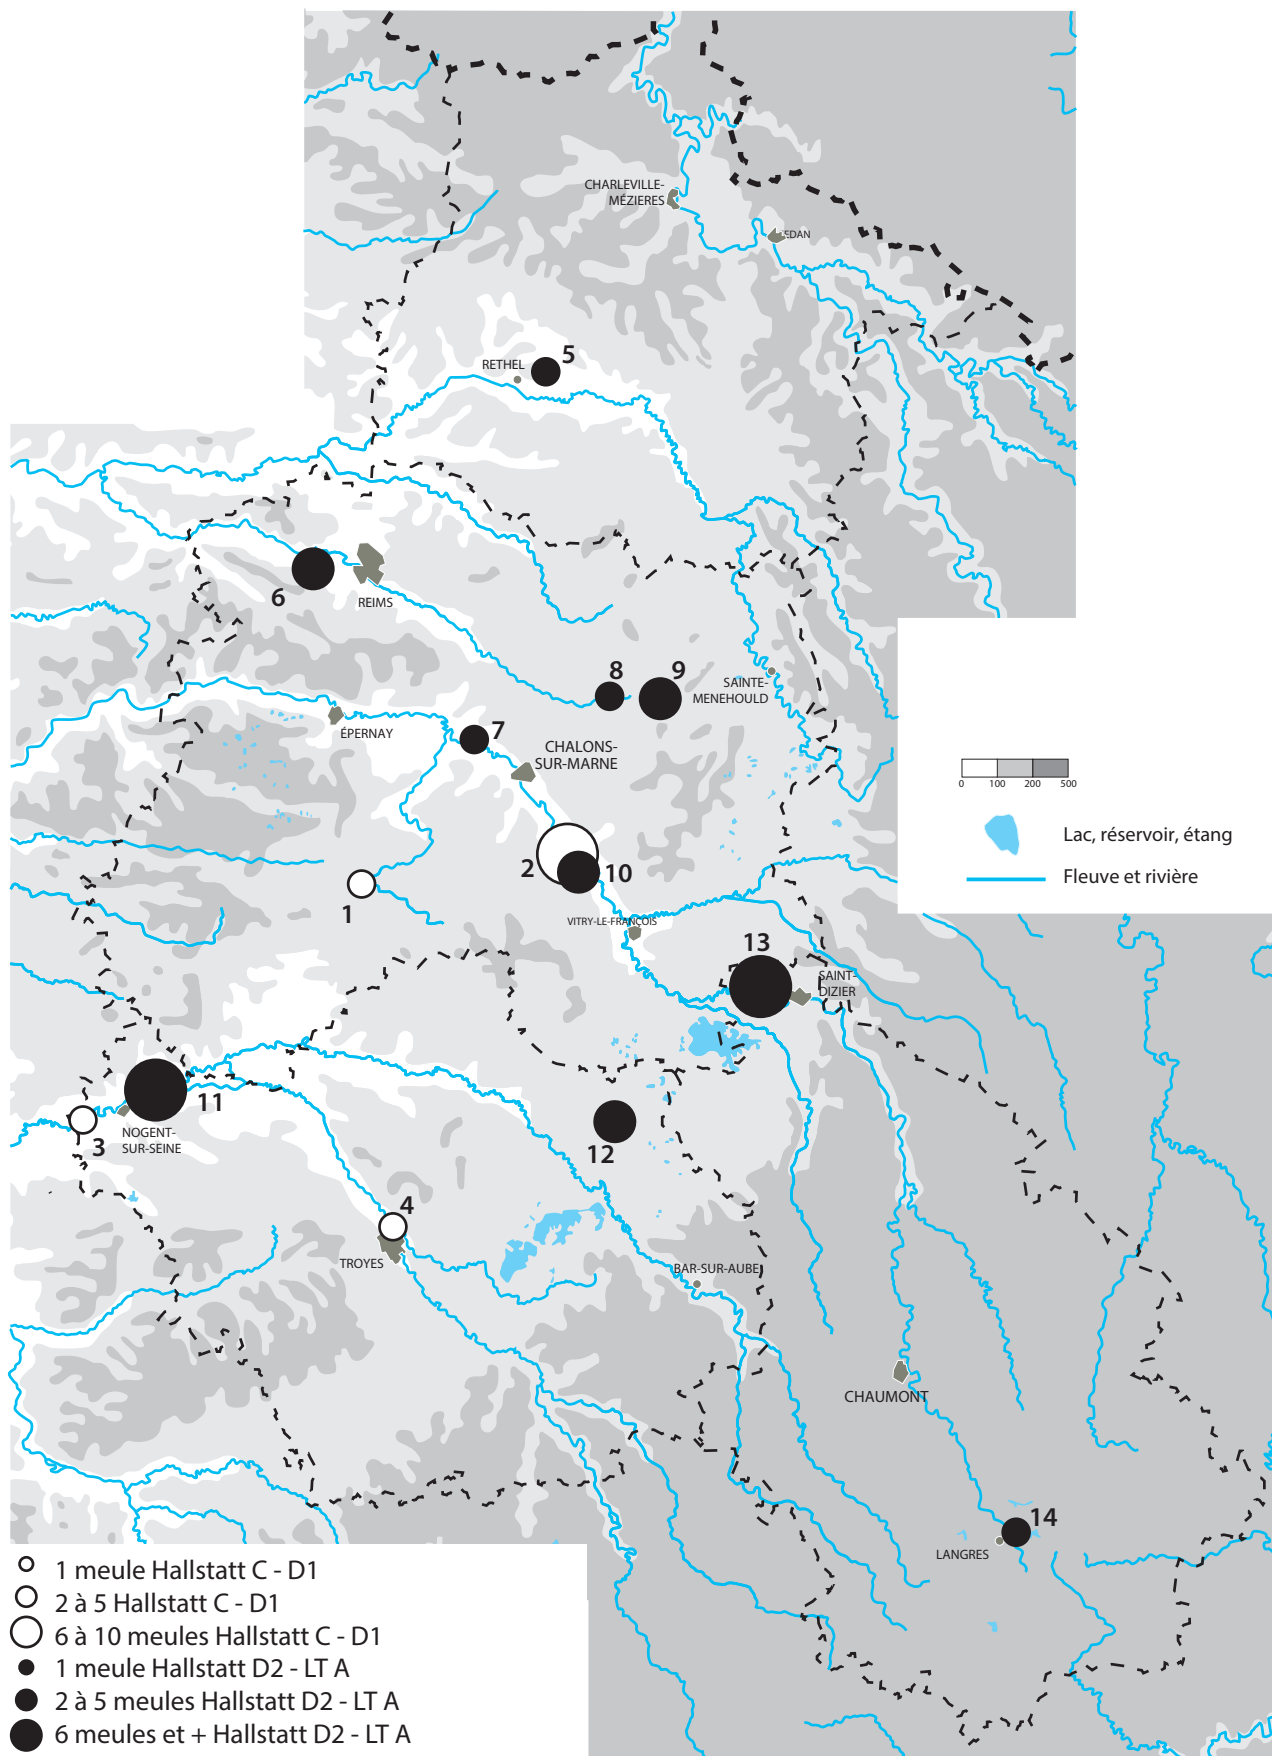 CHARLEVILLE-
MÉZIERES
EDAN
RETHEL
5
6
REIMS
8
9
SAINTE-
MENEHOULD
ÉPERNAY
7
CHALONS-
SUR-MARNE
0
100
200
500
Lac, réservoir, étang
Fleuve et rivière
2
10
1
VITRY-LE-FRANÇOIS
13
SAINT-
DIZIER
11
3
NOGENT-
SUR-SEINE
12
4
TROYES
BAR-SUR-AUBE
CHAUMONT
14
LANGRES
1 meule Hallstatt C - D1
2 à 5 Hallstatt C - D1
6 à 10 meules Hallstatt C - D1
1 meule Hallstatt D2 - LT A
2 à 5 meules Hallstatt D2 - LT A
6 meules et + Hallstatt D2 - LT A